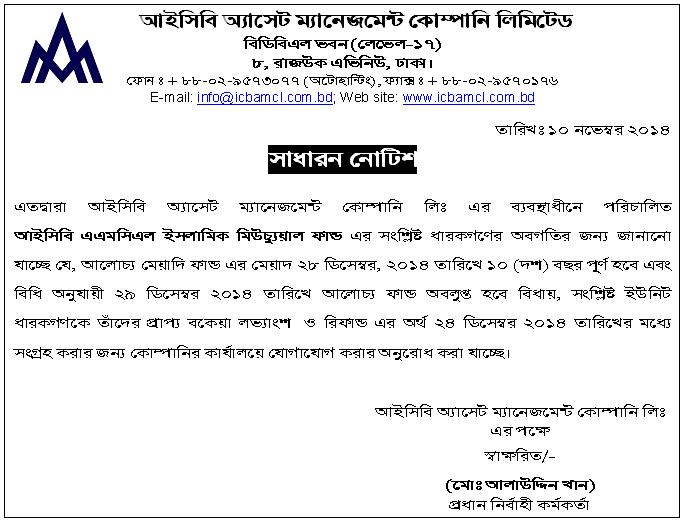 আইসিবি অ্যাসেট ম্যানেজমেন্ট কোম্পানি লিমিটেড
বিডিবিএল ভবন (লেভেল-১৭)
৮, রাজউক এভিনিউ, ঢাকা।
ফোন ঃ + ৮৮-০২-৯৫৭৩০৭৭ (অটোহান্টিং), ফ্যাক্স ঃ + ৮৮-০২-৯৫৭০১৭৬
E-mail: info@icbamcl.com.bd; Web site: www.icbamcl.com.bd
তারিখঃ ১০ নভেম্বর ২০১৪
সাধারন নোটিশ
এতদ্বারা আইসিবি অ্যাসেট ম্যানেজমেন্ট কোম্পানি লিঃ এর ব্যবস্থাধীনে পরিচালিত
আইসিবি এএমসিএল ইসলামিক মিউচ্যুয়াল ফান্ড এর সংশ্লিষ্ট ধারকগণের অবগতির জন্য জানানো
যাচ্ছে যে, আলোচ্য মেয়াদি ফান্ড এর মেয়াদ ২৮ ডিসেম্বর, ২০১৪ তারিখে ১০ (দশ) বছর পূর্ণ হবে এবং
বিধি অনুযায়ী ২৯ ডিসেম্বর ২০১৪ তারিখে আলোচ্য ফান্ড অবলুপ্ত হবে বিধায়, সংশ্লিষ্ট ইউনিট
ধারকগণকে তাঁদের প্রাপ্য বকেয়া লভ্যাংশ ও রিফান্ড এর অর্থ ২৪ ডিসেম্বর ২০১৪ তারিখের মধ্যে
সংগ্রহ করার জন্য কোম্পানির কার্যালয়ে যোগাযোগ করার অনুরোধ করা যাচ্ছে।
আইসিবি অ্যাসেট ম্যানেজমেন্ট কোম্পানি লিঃ
এর পক্ষে
স্বাক্ষরিত/-
(মোঃ আলাউদ্দিন খান)
প্রধান নির্বাহী কর্মকর্তা